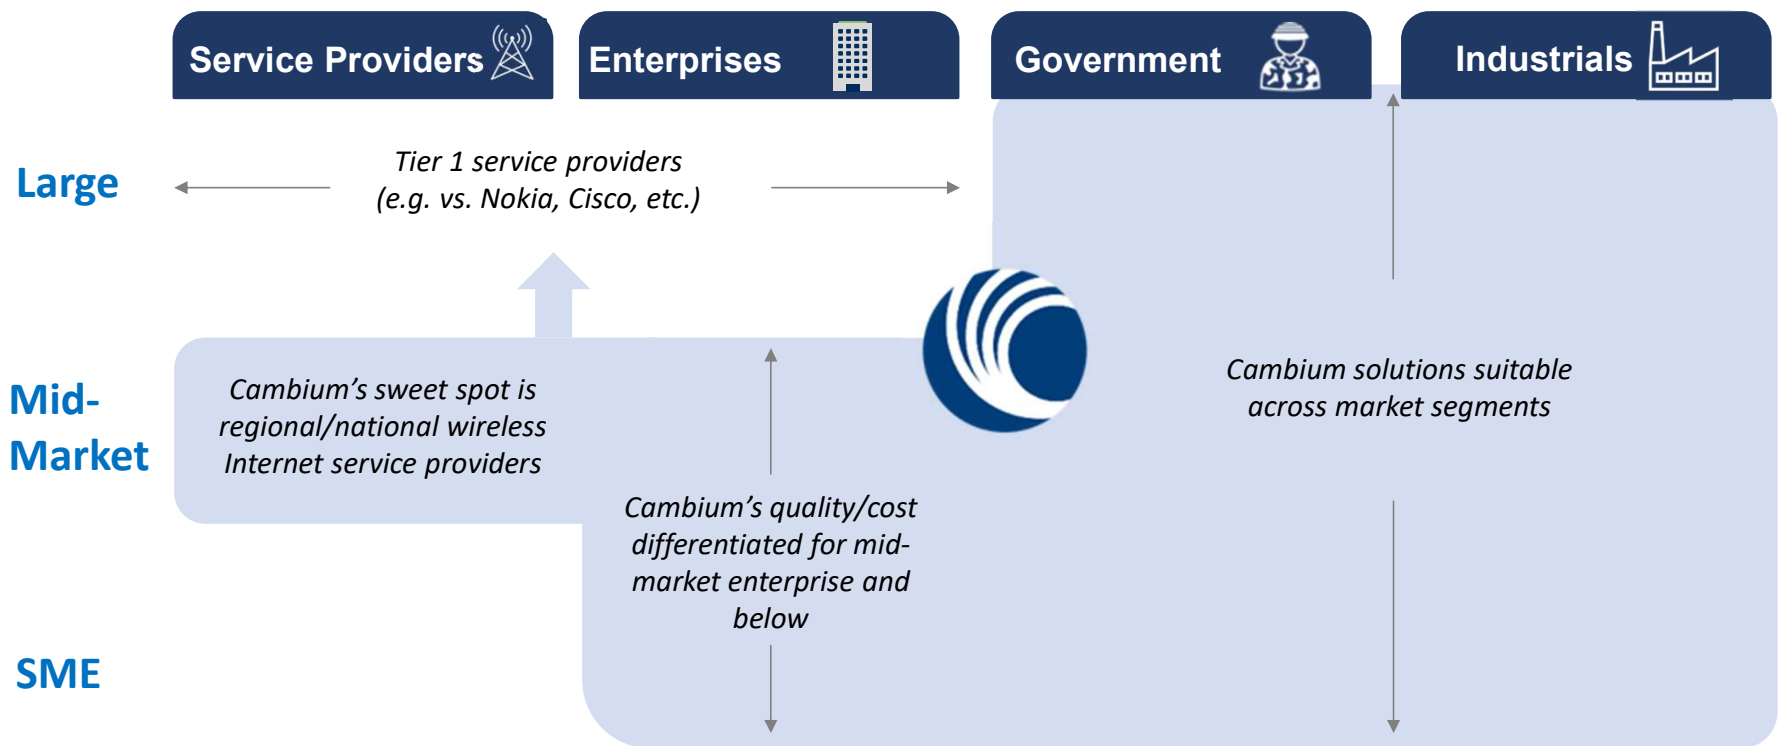 Service Providers
Enterprises
Government
Industrials
Large
Tier 1 service providers
(e.g. vs. Nokia, Cisco, etc.)
Mid-
Market
Cambium’s sweet spot is
regional/national wireless
Internet service providers
Cambium solutions suitable
across market segments
Cambium’s quality/cost
differentiated for mid-
market enterprise and
below
SME